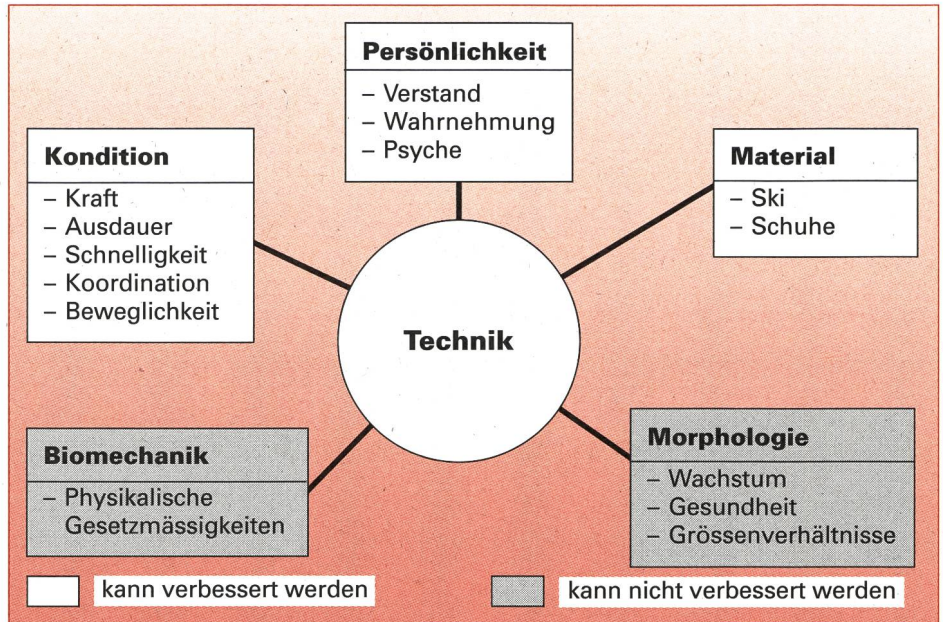 Persönlichkeit
– Verstand
– Wahrnehmung
– Psyche
Kondition
– Kraft
– Ausdauer
– Schnelligkeit
– Koordination
– Beweglichkeit
Material
– Ski
– Schuhe
Technik
Biomechanik
– Physikalische
Gesetzmässigkeiten
Morphologie
– Wachstum
– Gesundheit
– Grössenverhältnisse
kann verbessert werden
kann nicht verbessert werden